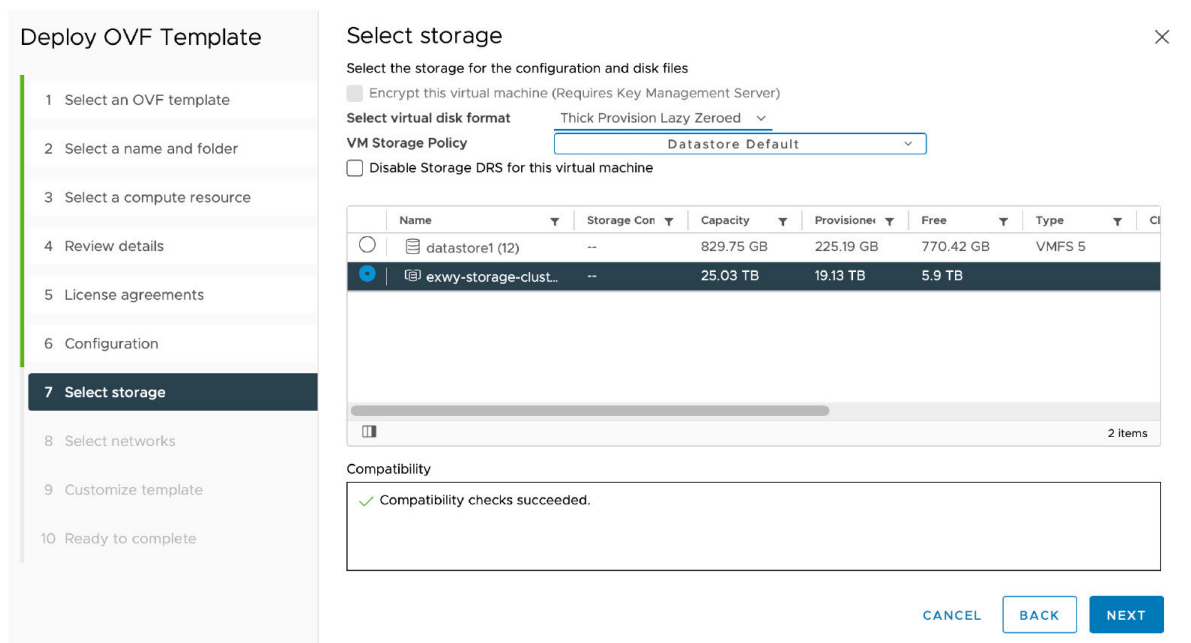 Deploy OVF Template
1 Select an OVF template
2 Select a name and folder
3 Select a compute resource
4 Review details
5 License agreements
6 Configuration
7 Select storage
8 Select networks
9 Customize template
10 Ready to complete
Select storage
Select the storage for the configuration and disk files
Encrypt this virtual machine (Requires Key Management Server)
Select virtual disk format Thick Provision Lazy Zeroed
VM Storage Policy Datastore Default
Disable Storage DRS for this virtual machine
Name Storage Con Capacity Provisioned Free Type Cl
datastore1 (12) -- 829.75 GB 225.19 GB 770.42 GB VMFS 5
exwy-storage-clust... -- 25.03 TB 19.13 TB 5.9 TB
2 items
Compatibility
Compatibility checks succeeded.
CANCEL BACK NEXT